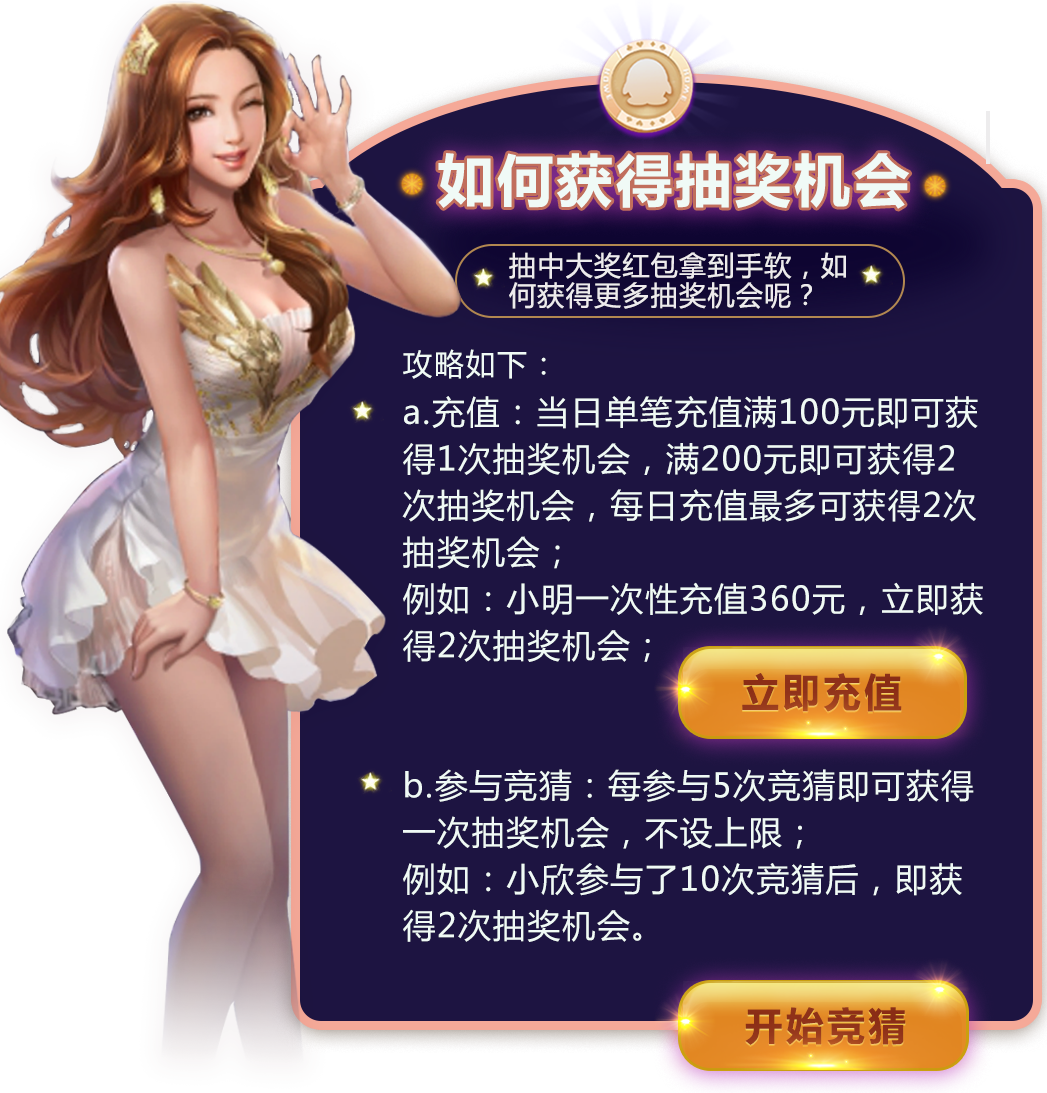 如何获得抽奖机会
抽中大奖红包拿到手软，如
何获得更多抽奖机会呢？
攻略如下：
a.充值：当日单笔充值满100元即可获
得1次抽奖机会，满200元即可获得2
次抽奖机会，每日充值最多可获得2次
抽奖机会；
例如：小明一次性充值360元，立即获
得2次抽奖机会；
立即充值
b.参与竞猜：每参与5次竞猜即可获得
一次抽奖机会，不设上限；
例如：小欣参与了10次竞猜后，即获
得2次抽奖机会。
开始竞猜